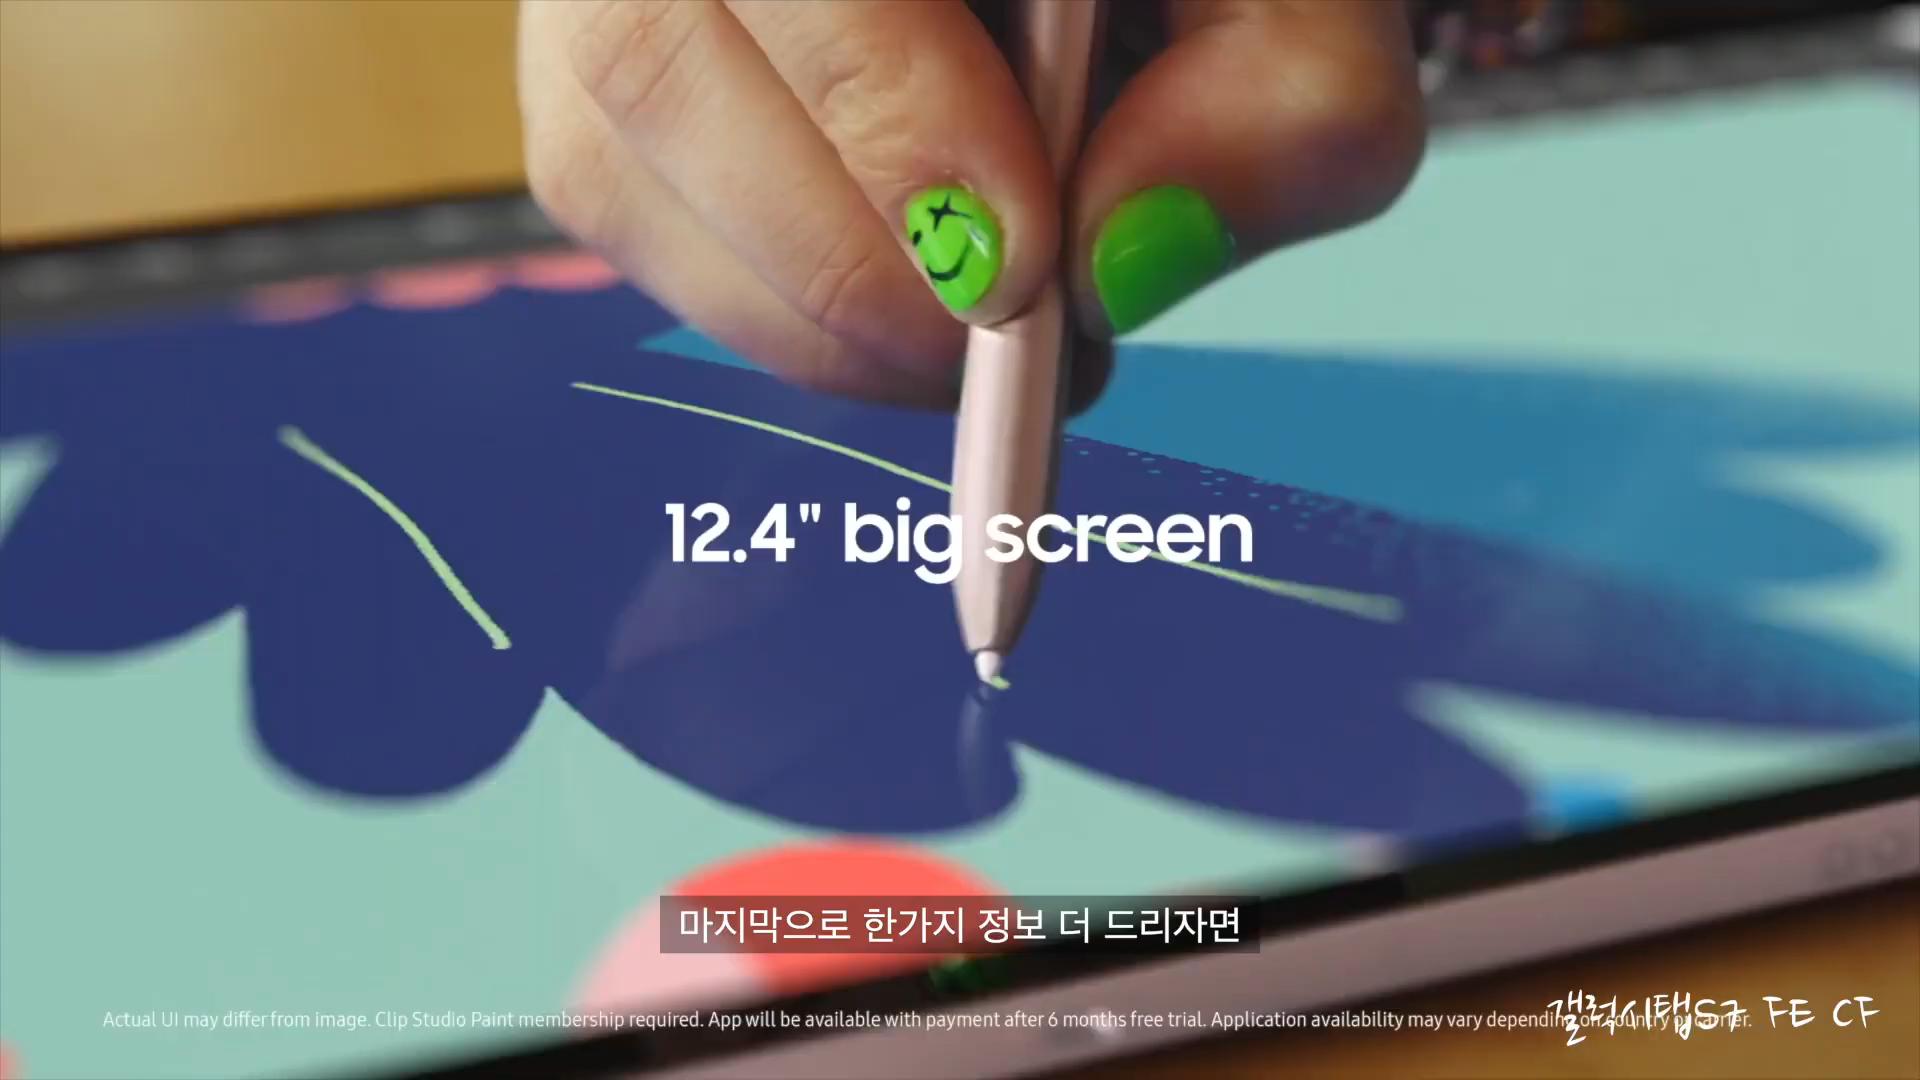 12.4" big screen
마지막으로 한가지 정보 더 드리자면
Actual UI may differ from image. Clip Studio Paint membership required. App will be available with payment after 6 months free trial. Application availability may vary depending on country or carrier.
갤럭시탭S7 FE CF